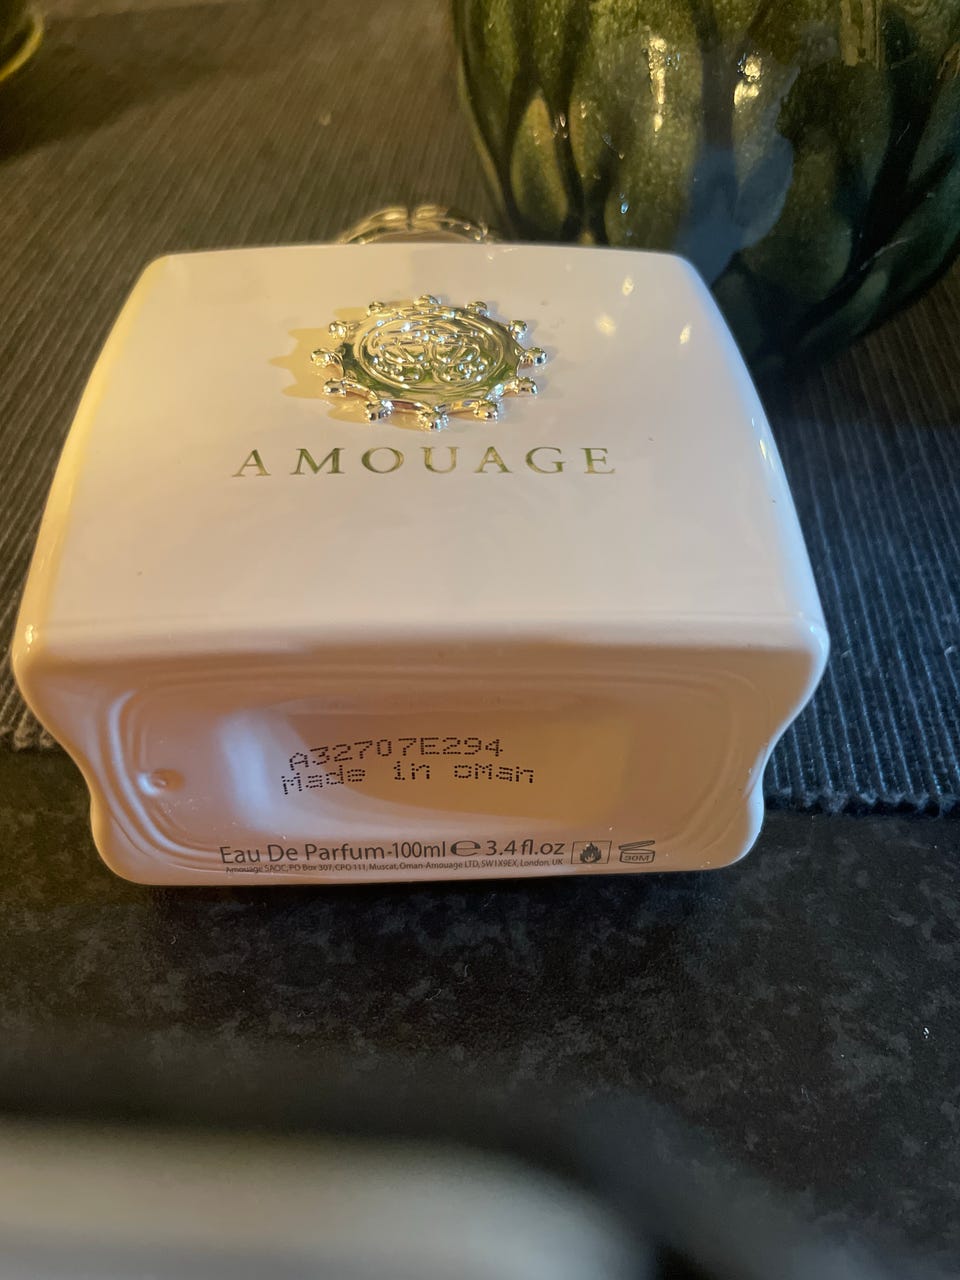 AMOUAGE
A32707E294
Made in oMan
Eau De Parfum-100ml ℮ 3.4 fl.oz
Amouage SAOC, PO Box 307, CPO 111, Muscat, Oman-Amouage LTD, SW1X9EX, London, UK
30M